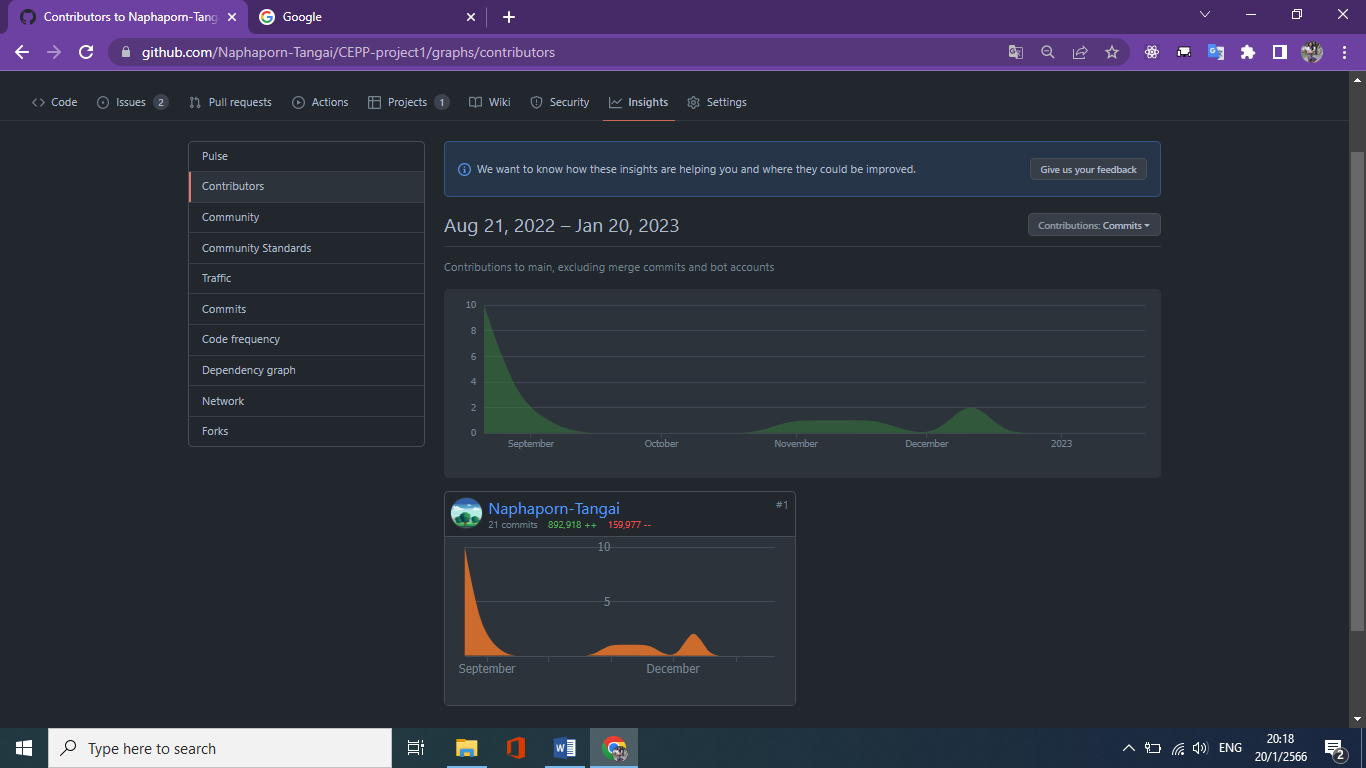 Contributors to Naphaporn-Tang
Google
github.com/Naphaporn-Tangai/CEPP-project1/graphs/contributors
Code Issues 2 Pull requests Actions Projects 1 Wiki Security Insights Settings
Pulse
Contributors
Community
Community Standards
Traffic
Commits
Code frequency
Dependency graph
Network
Forks
We want to know how these insights are helping you and where they could be improved.
Give us your feedback
Aug 21, 2022 – Jan 20, 2023
Contributions: Commits
Contributions to main, excluding merge commits and bot accounts
10
8
6
4
2
0
September October November December 2023
Naphaporn-Tangai #1
21 commits 892,918 ++ 159,977 --
10
5
September December
Type here to search
ENG
20:18
20/1/2566
2